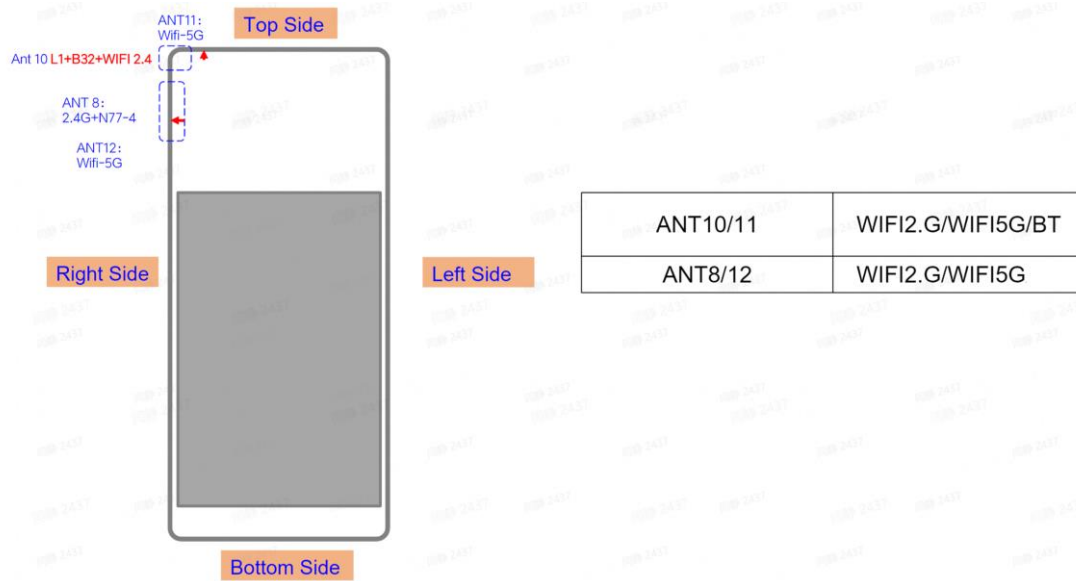 ANT11:
Wifi-5G
Top Side
Ant 10 L1+B32+WIFI 2.4
ANT 8:
2.4G+N77-4
ANT12:
Wifi-5G
Right Side
Left Side
ANT10/11 WIFI2.G/WIFI5G/BT
ANT8/12 WIFI2.G/WIFI5G
Bottom Side